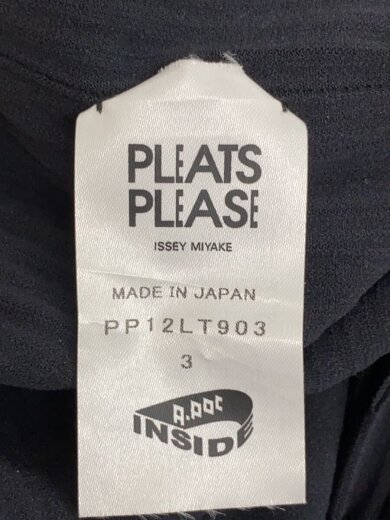 PLEATS
PLEASE
ISSEY MIYAKE
MADE IN JAPAN
PP12LT903
3
A.POC
INSIDE